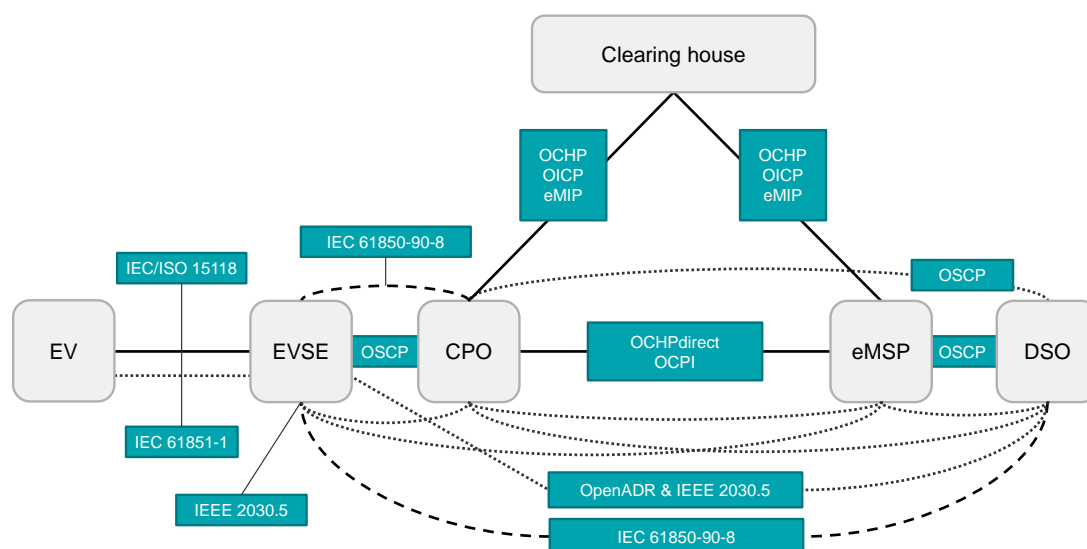 Clearing house
OCHP
OICP
eMIP
OCHP
OICP
eMIP
IEC 61850-90-8
IEC/ISO 15118
OSCP
EV
EVSE
OSCP
CPO
OCHPdirect
OCPI
eMSP
OSCP
DSO
IEC 61851-1
IEEE 2030.5
OpenADR & IEEE 2030.5
IEC 61850-90-8